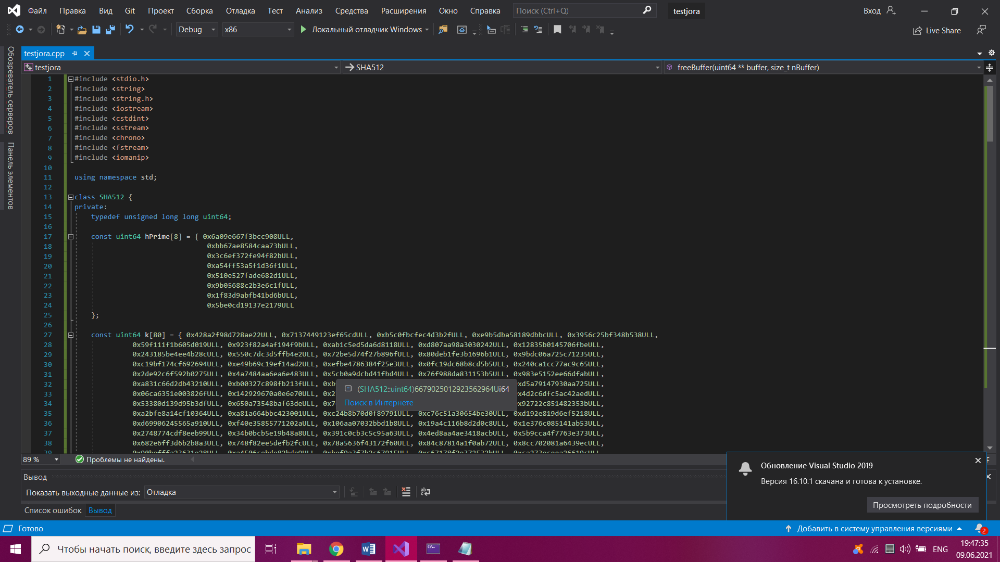 Файл Правка Вид Git Проект Сборка Отладка Тест Анализ Средства Расширения Окно Справка Поиск (Ctrl+Q) testjora Вход
Debug x86 Локальный отладчик Windows Live Share
Обозреватель серверов
Панель элементов
testjora.cpp
testjora SHA512 freeBuffer(uint64 ** buffer, size_t nBuffer)
1 #include <stdio.h>
2 #include <string>
3 #include <string.h>
4 #include <iostream>
5 #include <cstdint>
6 #include <sstream>
7 #include <chrono>
8 #include <fstream>
9 #include <iomanip>
10
11 using namespace std;
12
13 class SHA512 {
14 private:
15 typedef unsigned long long uint64;
16
17 const uint64 hPrime[8] = { 0x6a09e667f3bcc908ULL,
18 0xbb67ae8584caa73bULL,
19 0x3c6ef372fe94f82bULL,
20 0xa54ff53a5f1d36f1ULL,
21 0x510e527fade682d1ULL,
22 0x9b05688c2b3e6c1fULL,
23 0x1f83d9abfb41bd6bULL,
24 0x5be0cd19137e2179ULL
25 };
26
27 const uint64 k[80] = { 0x428a2f98d728ae22ULL, 0x7137449123ef65cdULL, 0xb5c0fbcfec4d3b2fULL, 0xe9b5dba58189dbbcULL, 0x3956c25bf348b538ULL,
28 0x59f111f1b605d019ULL, 0x923f82a4af194f9bULL, 0xab1c5ed5da6d8118ULL, 0xd807aa98a3030242ULL, 0x12835b0145706fbeULL,
29 0x243185be4ee4b28cULL, 0x550c7dc3d5ffb4e2ULL, 0x72be5d74f27b896fULL, 0x80deb1fe3b1696b1ULL, 0x9bdc06a725c71235ULL,
30 0xc19bf174cf692694ULL, 0xe49b69c19ef14ad2ULL, 0xefbe4786384f25e3ULL, 0x0fc19dc68b8cd5b5ULL, 0x240ca1cc77ac9c65ULL,
31 0x2de92c6f592b0275ULL, 0x4a7484aa6ea6e483ULL, 0x5cb0a9dcbd41fbd4ULL, 0x76f988da831153b5ULL, 0x983e5152ee66dfabULL,
32 0xa831c66d2db43210ULL, 0xb00327c898fb213fULL, 0xb 0xd5a79147930aa725ULL,
33 0x06ca6351e003826fULL, 0x142929670a0e6e70ULL, 0x2 0x4d2c6dfc5ac42aedULL,
34 0x53380d139d95b3dfULL, 0x650a73548baf63deULL, 0x7 0x92722c851482353bULL,
(SHA512::uint64)6679025012923562964Ui64
Поиск в Интернете
35 0xa2bfe8a14cf10364ULL, 0xa81a664bbc423001ULL, 0xc24b8b70d0f89791ULL, 0xc76c51a30654be30ULL, 0xd192e819d6ef5218ULL,
36 0xd69906245565a910ULL, 0xf40e35855771202aULL, 0x106aa07032bbd1b8ULL, 0x19a4c116b8d2d0c8ULL, 0x1e376c085141ab53ULL,
37 0x2748774cdf8eeb99ULL, 0x34b0bcb5e19b48a8ULL, 0x391c0cb3c5c95a63ULL, 0x4ed8aa4ae3418acbULL, 0x5b9cca4f7763e373ULL,
38 0x682e6ff3d6b2b8a3ULL, 0x748f82ee5defb2fcULL, 0x78a5636f43172f60ULL, 0x84c87814a1f0ab72ULL, 0x8cc702081a6439ecULL,
39 0x90befffa23631e28ULL, 0xa4506cebde82bde9ULL, 0xbef9a3f7b2c67915ULL, 0xc67178f2e372532bULL, 0xca273eceea26619cULL,
89 % Проблемы не найдены.
Вывод
Показать выходные данные из: Отладка
Список ошибок Вывод
Обновление Visual Studio 2019
Версия 16.10.1 скачана и готова к установке.
Просмотреть подробности
Готово Добавить в систему управления версиями 2
Чтобы начать поиск, введите здесь запрос ENG 19:47:35
09.06.2021